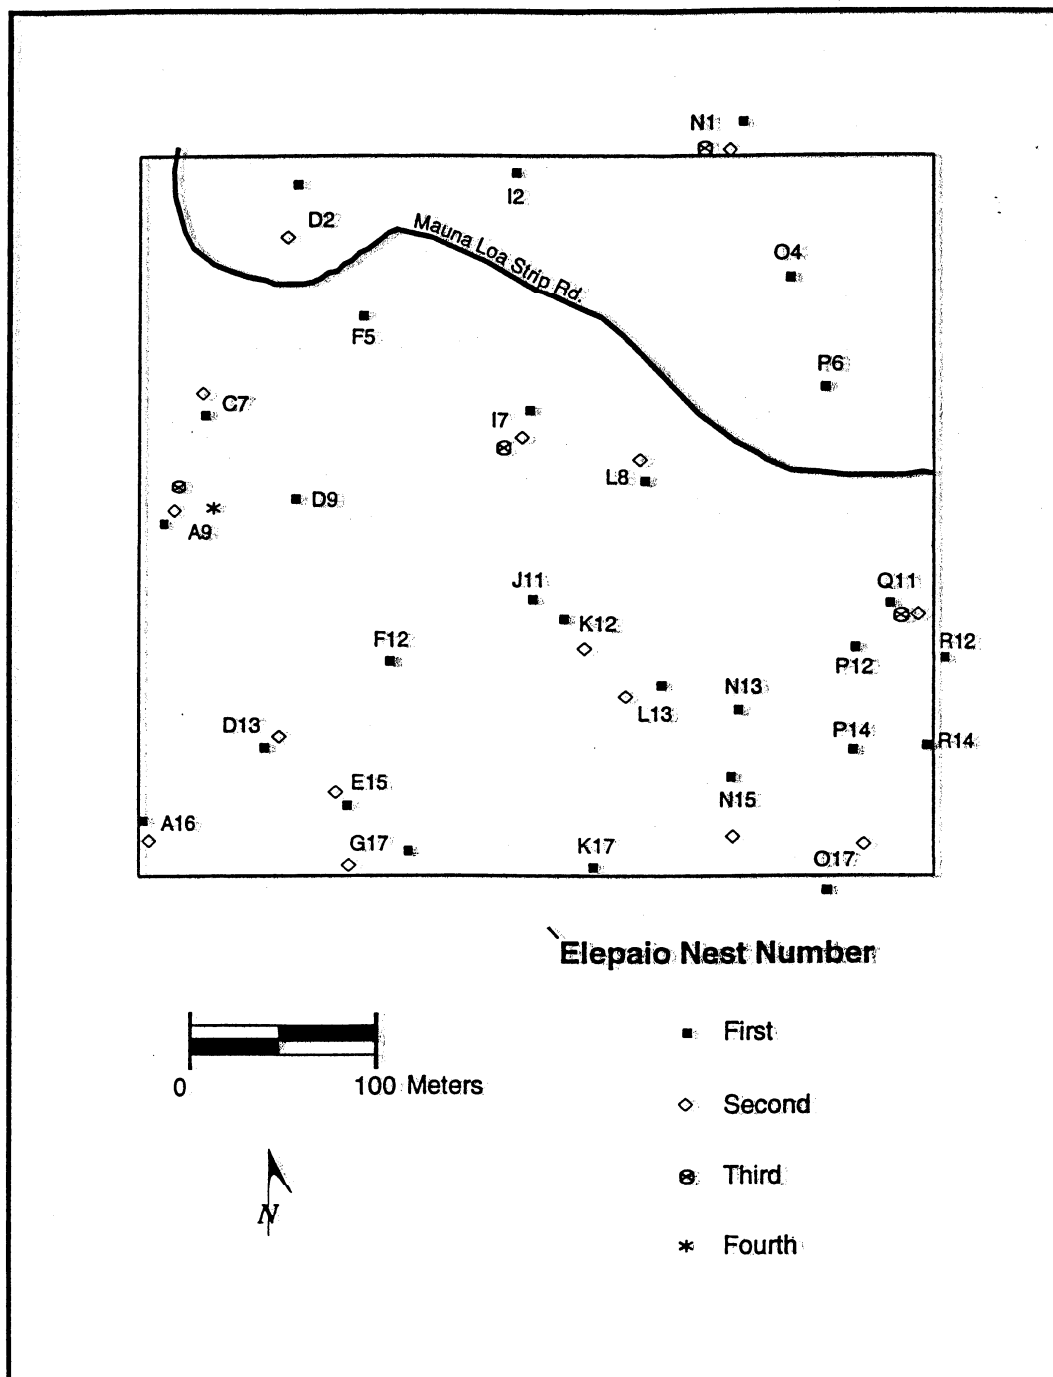 N1
I2
D2
Mauna Loa Strip Rd.
O4
F5
P6
C7
I7
L8
D9
A9
J11
Q11
K12
F12
R12
P12
N13
L13
D13
P14
R14
E15
N15
A16
G17
K17
O17
Elepaio Nest Number
First
0 100 Meters
Second
Third
N
Fourth